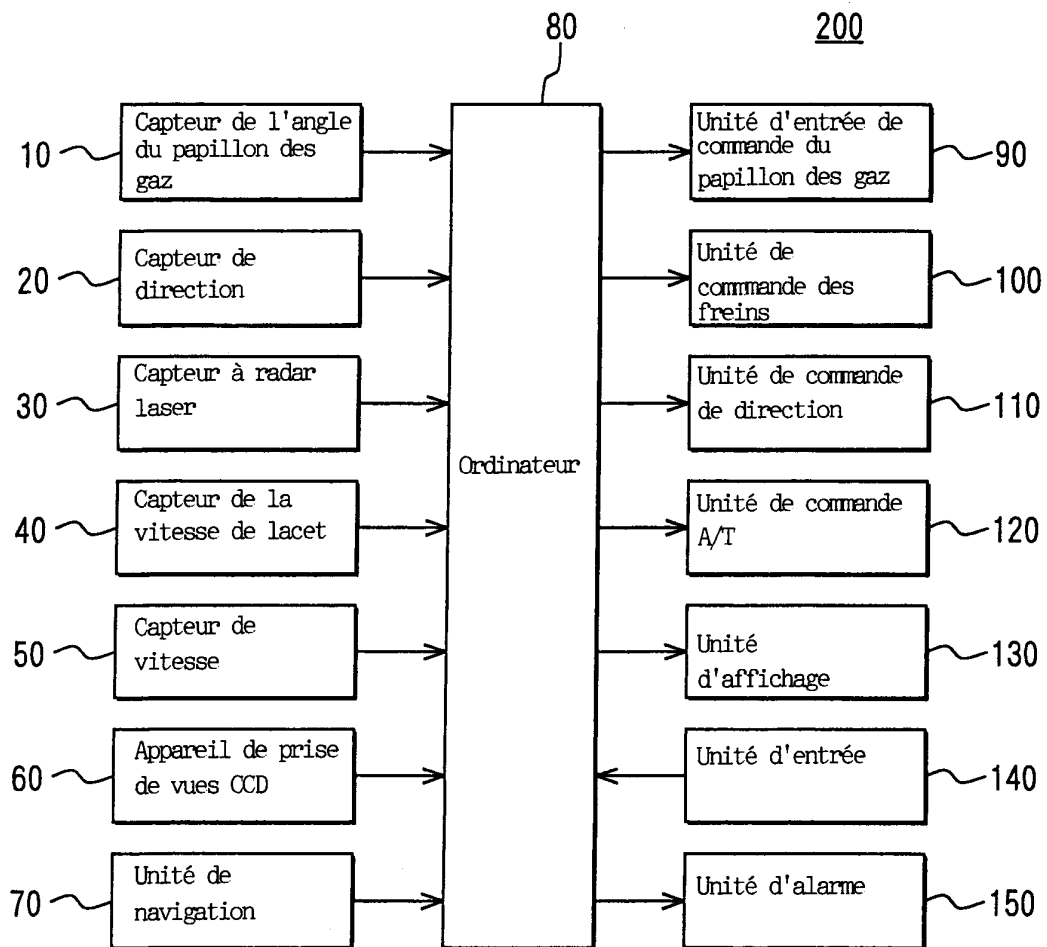 80
200
10
Capteur de l'angle
du papillon des
gaz
Unité d'entrée de
commande du
papillon des gaz
90
20
Capteur de
direction
Unité de
commmande des
freins
100
30
Capteur à radar
laser
Unité de commande
de direction
110
Ordinateur
40
Capteur de la
vitesse de lacet
Unité de commande
A/T
120
50
Capteur de
vitesse
Unité
d'affichage
130
60
Appareil de prise
de vues CCD
Unité d'entrée
140
70
Unité de
navigation
Unité d'alarme
150